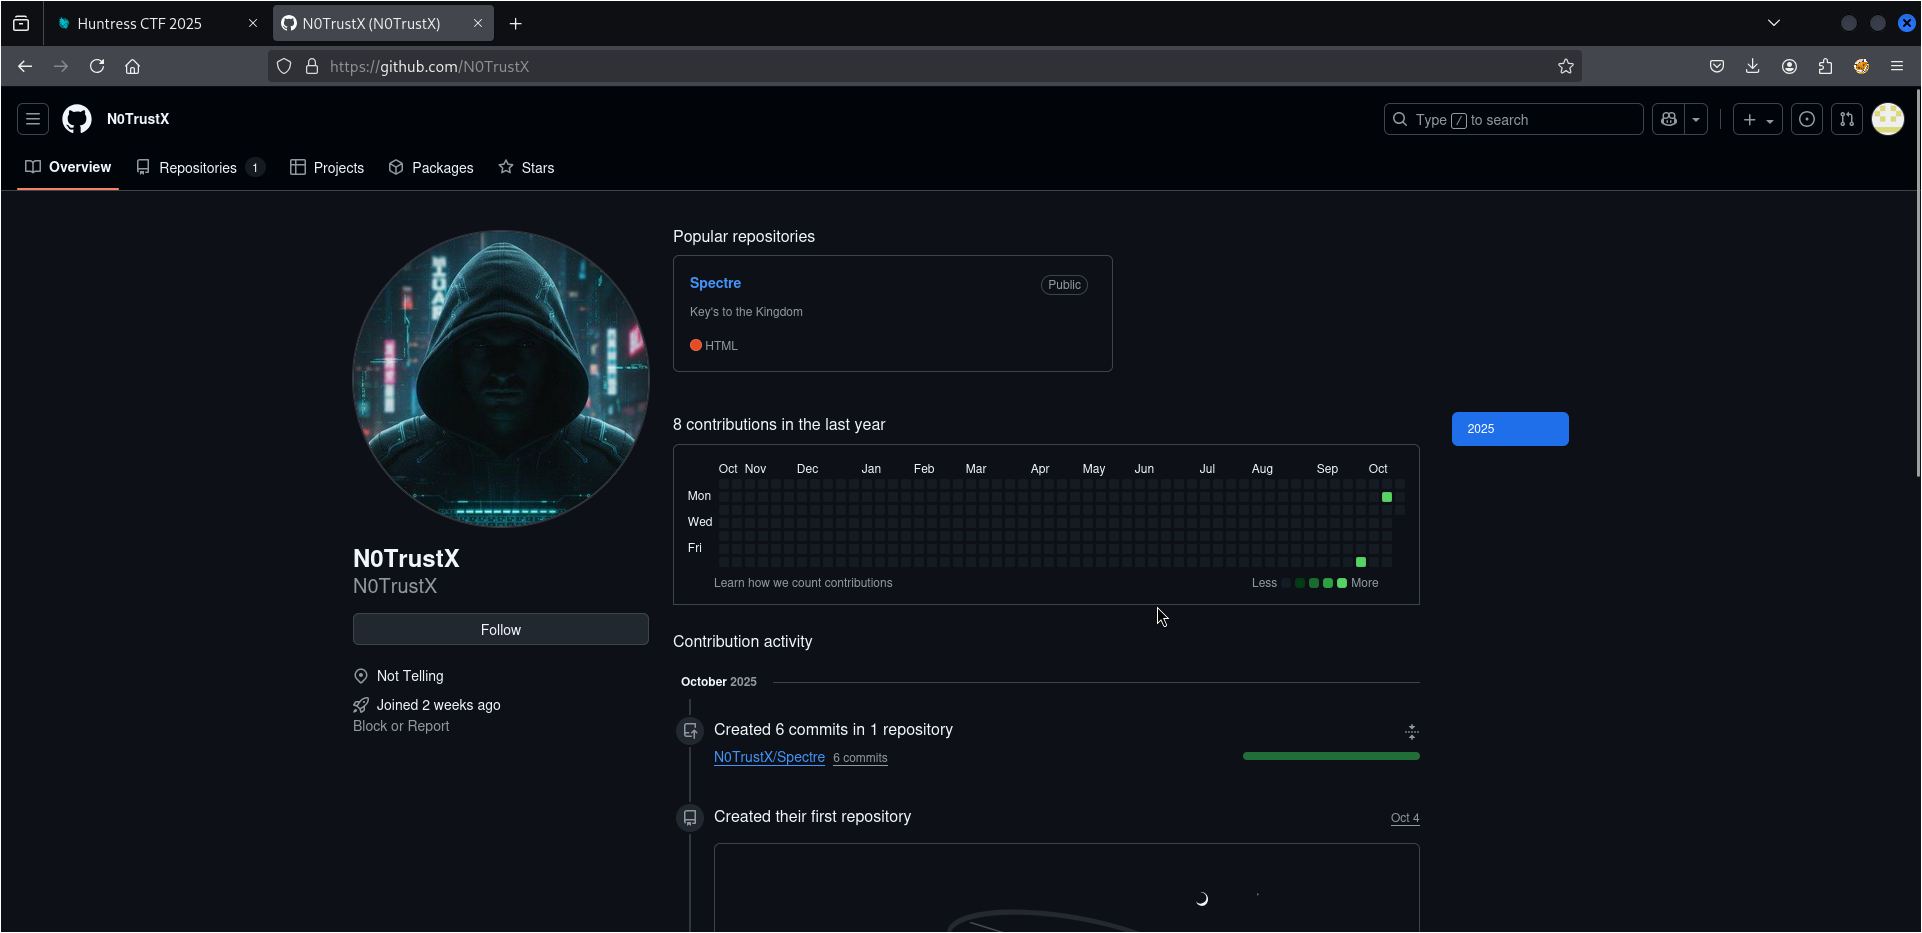 Huntress CTF 2025
N0TrustX (N0TrustX)
https://github.com/N0TrustX
N0TrustX
Type / to search
Overview
Repositories 1
Projects
Packages
Stars
Popular repositories
Spectre
Public
Key's to the Kingdom
HTML
8 contributions in the last year
2025
Oct Nov Dec Jan Feb Mar Apr May Jun Jul Aug Sep Oct
Mon
Wed
Fri
Learn how we count contributions
Less
More
N0TrustX
N0TrustX
Follow
Not Telling
Joined 2 weeks ago
Block or Report
Contribution activity
October 2025
Created 6 commits in 1 repository
N0TrustX/Spectre 6 commits
Created their first repository
Oct 4